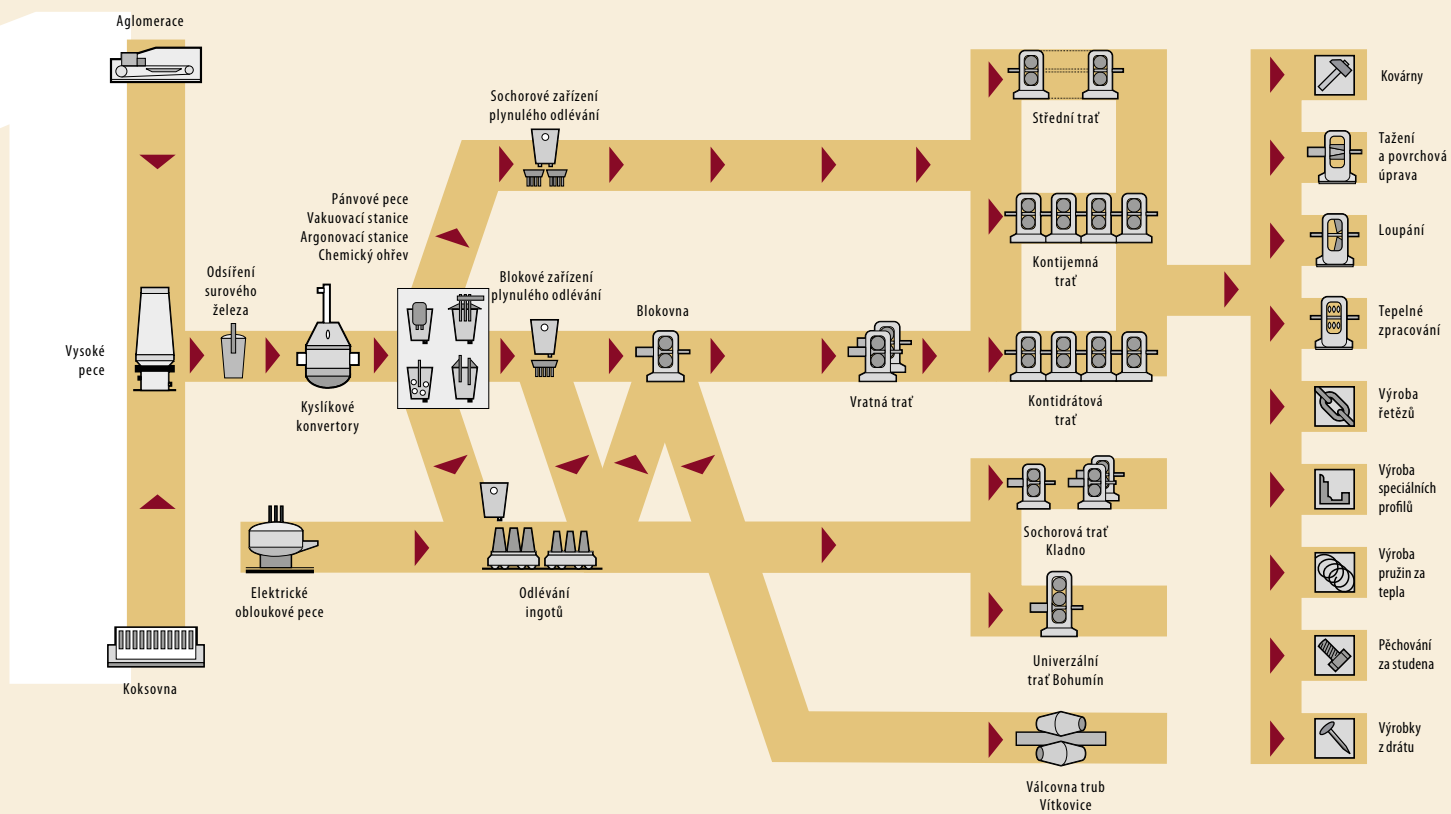 Aglomerace
Sochorové zařízení
plynulého odlévání
Střední trať
Kovárny
Tažení
a povrchová
úprava
Pánvové pece
Vakuovací stanice
Argonovací stanice
Chemický ohřev
Loupání
Odsíření
surového
železa
Blokové zařízení
plynulého odlévání
Kontijemná
trať
Blokovna
Tepelné
zpracování
Vysoké
pece
Kyslíkové
konvertory
Vratná trať
Kontidrátová
trať
Výroba
řetězů
Výroba
speciálních
profilů
Sochorová trať
Kladno
Elektrické
obloukové pece
Odlévání
ingotů
Výroba
pružin za
tepla
Koksovna
Univerzální
trať Bohumín
Pěchování
za studena
Výrobky
z drátu
Válcovna trub
Vítkovice